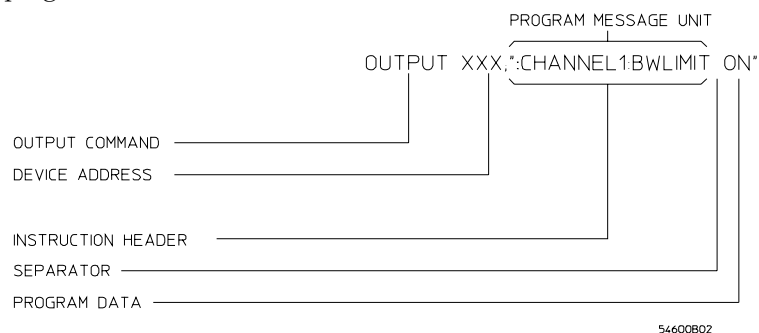 PROGRAM MESSAGE UNIT
OUTPUT XXX,":CHANNEL1:BWLIMIT ON"
OUTPUT COMMAND
DEVICE ADDRESS
INSTRUCTION HEADER
SEPARATOR
PROGRAM DATA
54600B02